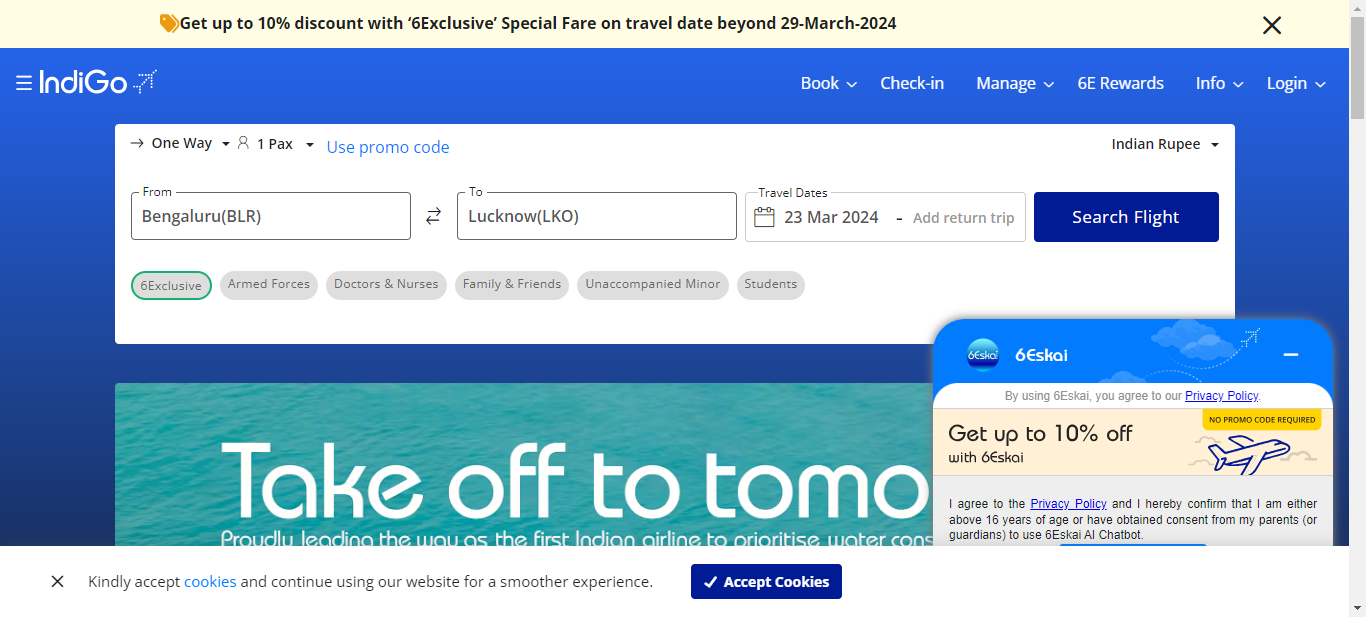 Get up to 10% discount with ‘6Exclusive’ Special Fare on travel date beyond 29-March-2024
IndiGo
Book
Check-in
Manage
6E Rewards
Info
Login
One Way
1 Pax
Use promo code
Indian Rupee
From
Bengaluru(BLR)
To
Lucknow(LKO)
Travel Dates
23 Mar 2024 - Add return trip
Search Flight
6Exclusive
Armed Forces
Doctors & Nurses
Family & Friends
Unaccompanied Minor
Students
Take off to tomo
Proudly leading the way as the first Indian airline to prioritise water cons
6Eskai
6Eskai
By using 6Eskai, you agree to our Privacy Policy.
NO PROMO CODE REQUIRED
Get up to 10% off
with 6Eskai
I agree to the Privacy Policy and I hereby confirm that I am either
above 16 years of age or have obtained consent from my parents (or
guardians) to use 6Eskai AI Chatbot.
Kindly accept cookies and continue using our website for a smoother experience.
Accept Cookies